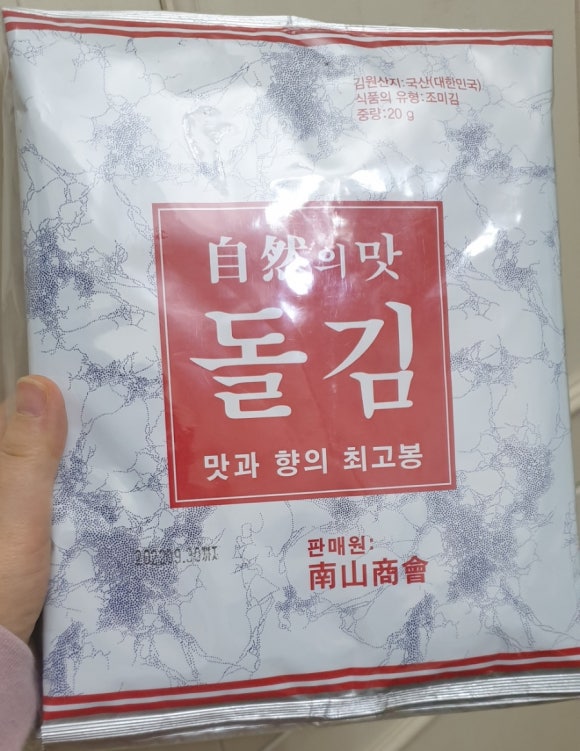 김원산지:국산(대한민국)
식품의 유형:조미김
중량:20 g
自然의 맛
돌김
맛과 향의 최고봉
판매원:
南山商會